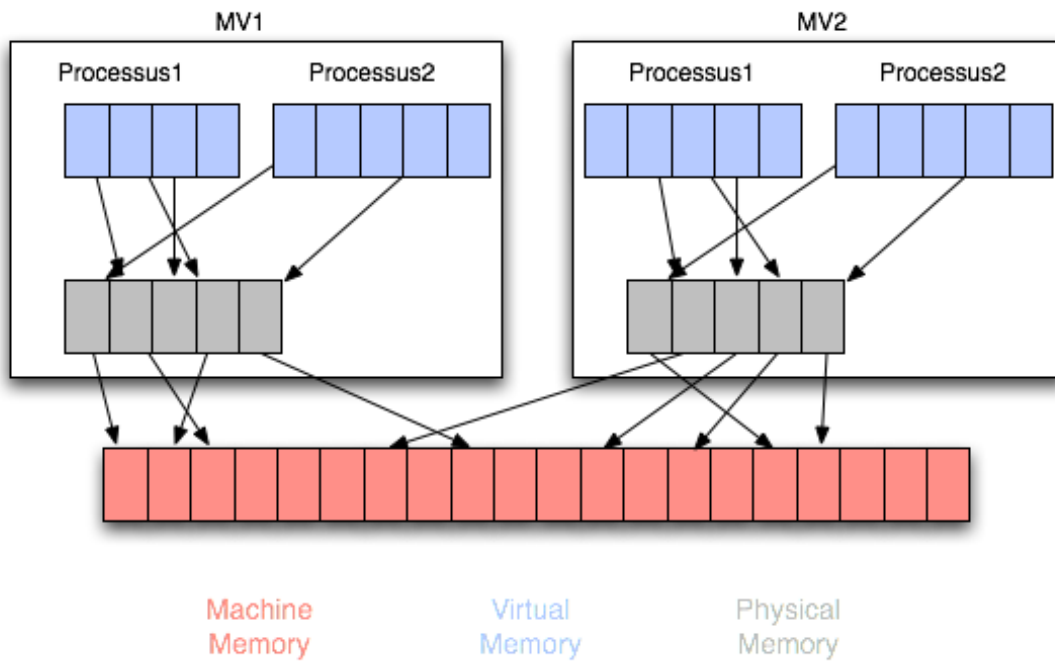 MV1
MV2
Processus1
Processus2
Processus1
Processus2
Machine
Memory
Virtual
Memory
Physical
Memory